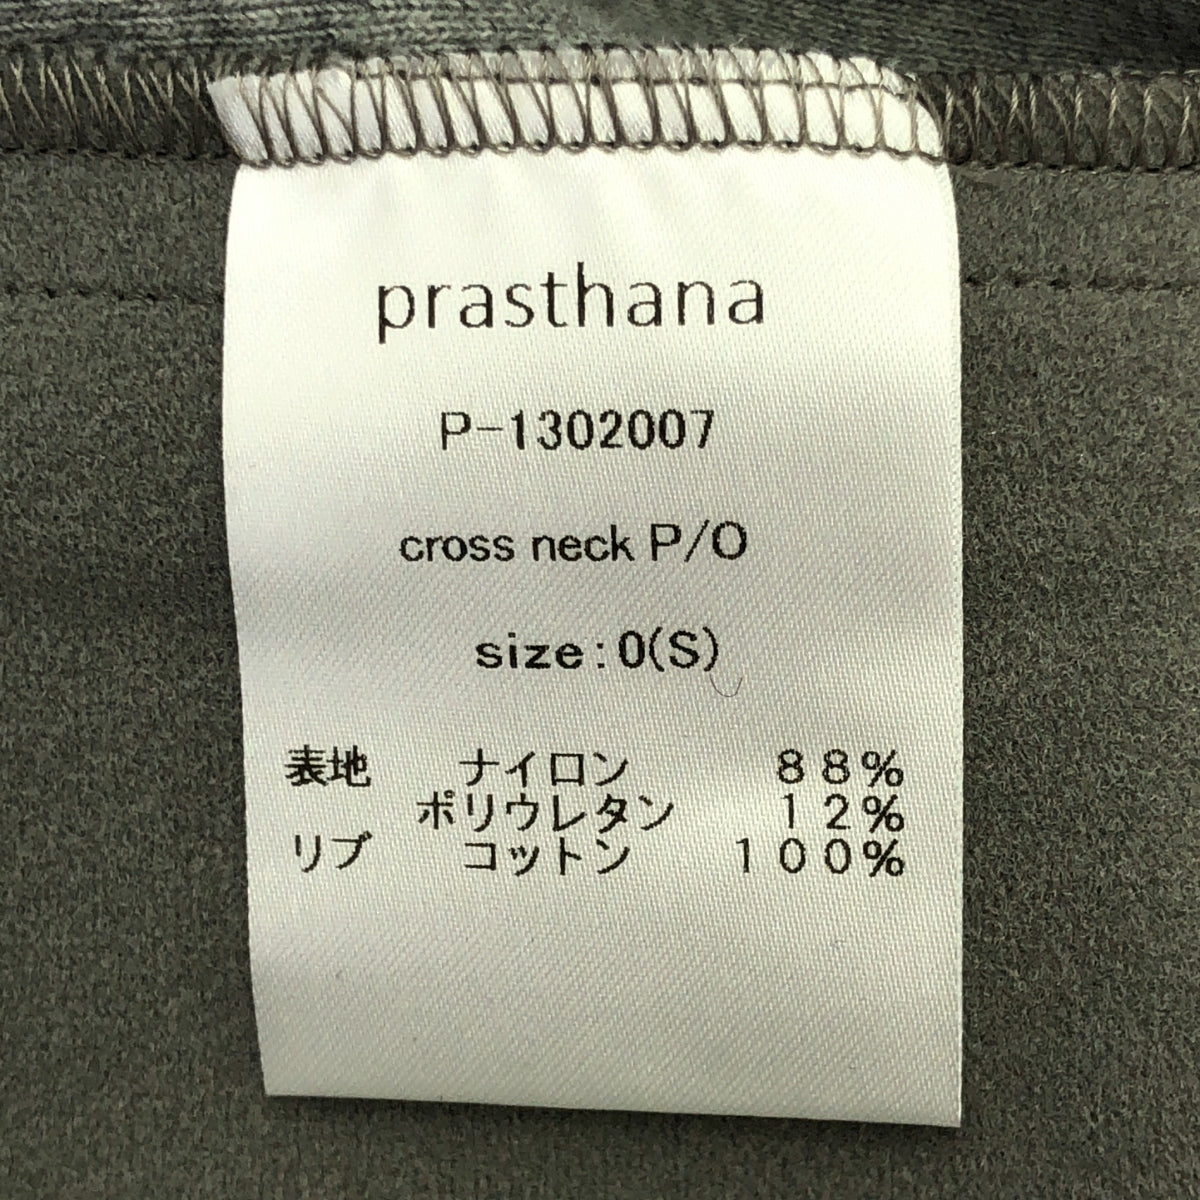 prasthana
P-1302007
cross neck P/O
size:0(S)
表地 ナイロン 88%
ポリウレタン 12%
リブ コットン 100%